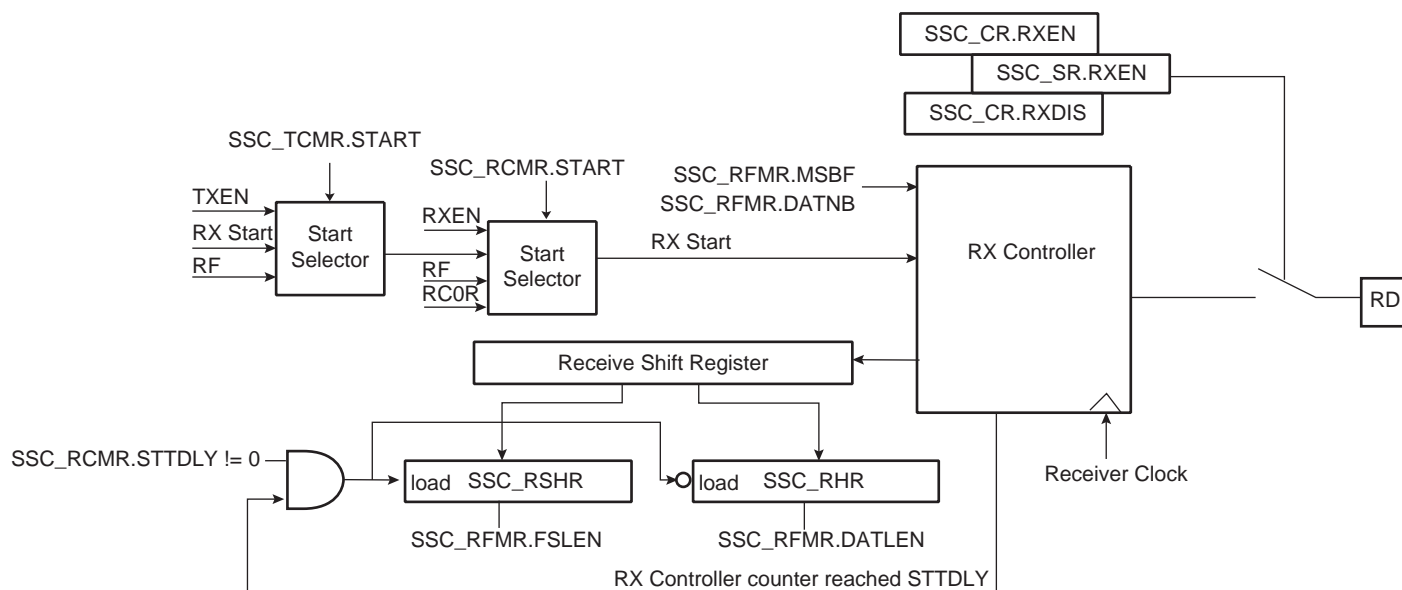 SSC_CR.RXEN
SSC_SR.RXEN
SSC_CR.RXDIS
SSC_TCMR.START
SSC_RCMR.START
SSC_RFMR.MSBF
SSC_RFMR.DATNB
TXEN
RX Start
RF
Start
Selector
RXEN
RF
RC0R
Start
Selector
RX Start
RX Controller
RD
Receive Shift Register
SSC_RCMR.STTDLY != 0
load SSC_RSHR
load SSC_RHR
Receiver Clock
SSC_RFMR.FSLEN
SSC_RFMR.DATLEN
RX Controller counter reached STTDLY